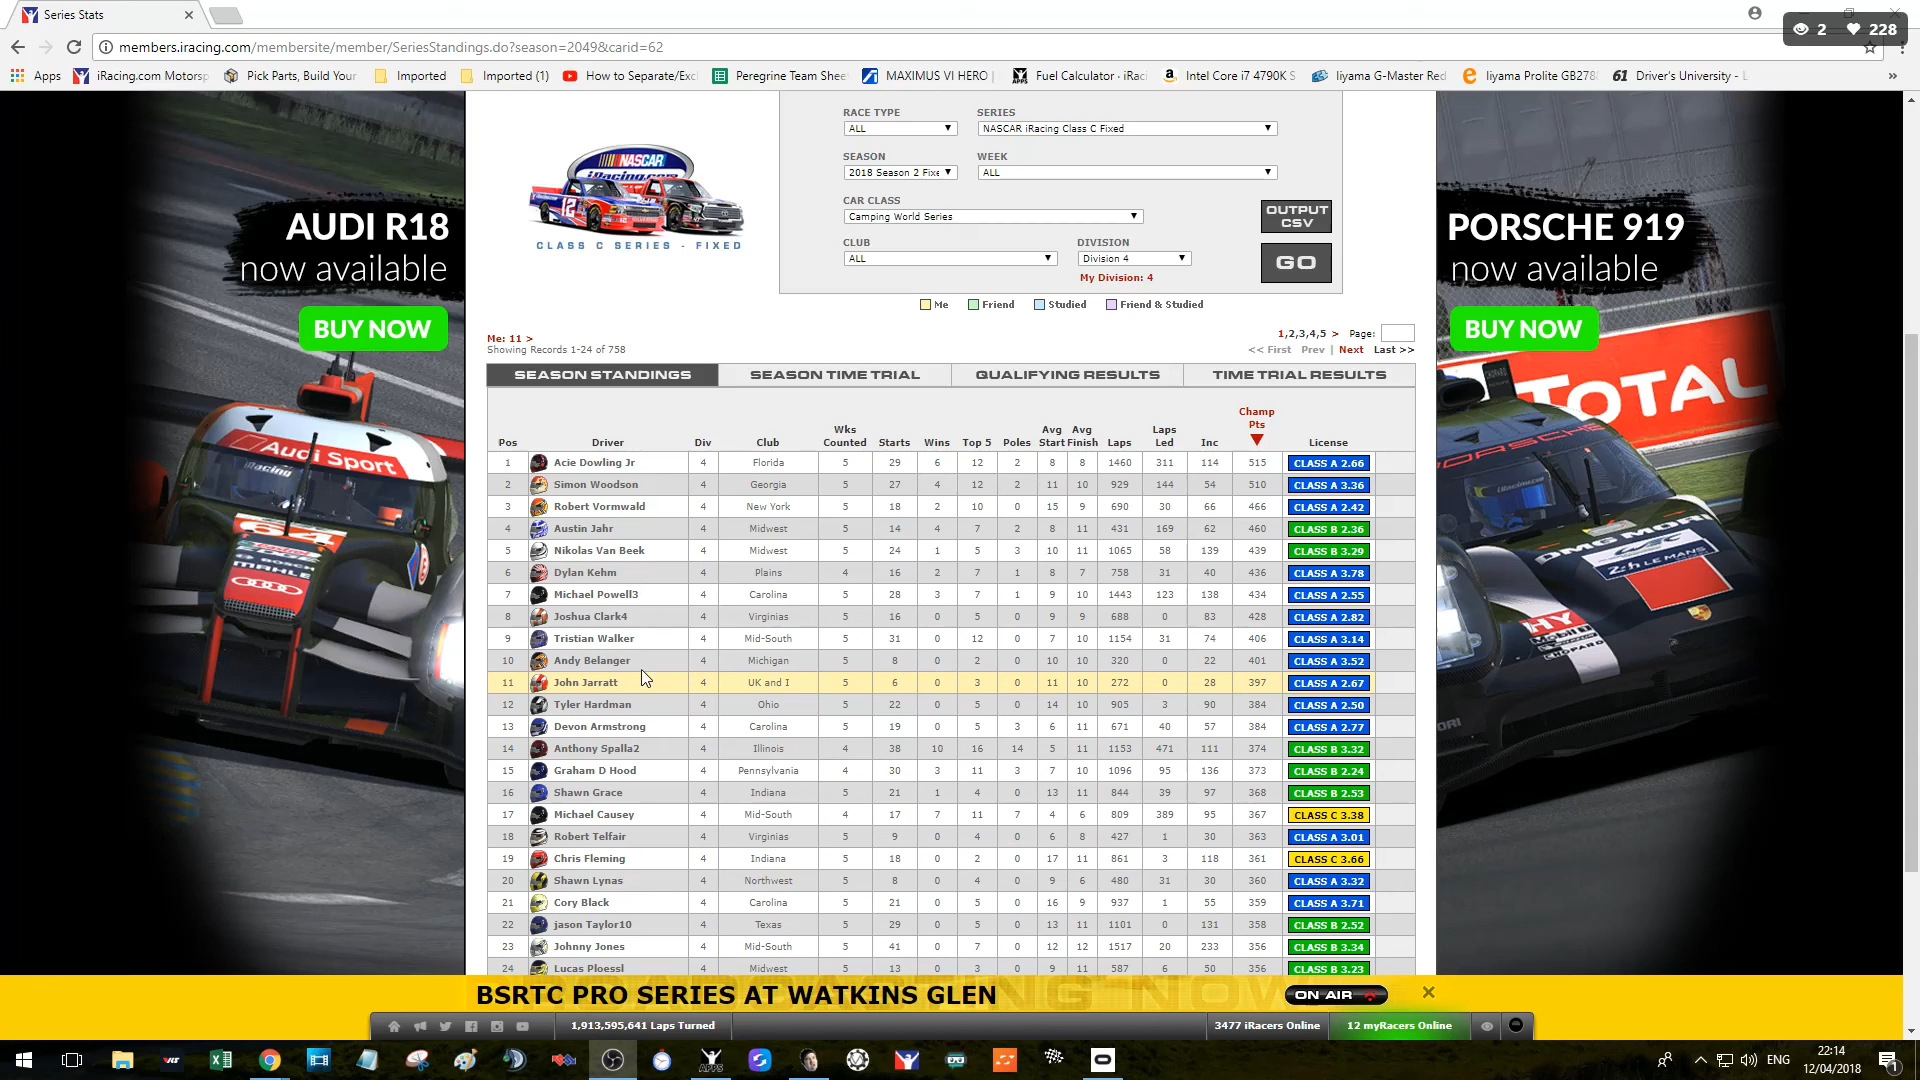 Series Stats
2 228
members.iracing.com/membersite/member/SeriesStandings.do?season=2049&carid=62
Apps iRacing.com Motorsp Pick Parts, Build Your Imported Imported (1) How to Separate/Exc Peregrine Team Shee MAXIMUS VI HERO Fuel Calculator · iRaci Intel Core i7 4790K S Iiyama G-Master Red Iiyama Prolite GB278 61 Driver's University - L »
RACE TYPE SERIES
ALL NASCAR iRacing Class C Fixed
SEASON WEEK
2018 Season 2 Fixe ALL
CAR CLASS
Camping World Series
OUTPUT CSV
CLUB DIVISION
ALL Division 4
GO
My Division: 4
NASCAR
iRacing.com
12
CLASS C SERIES - FIXED
AUDI R18
now available
BUY NOW
PORSCHE 919
now available
BUY NOW
Me Friend Studied Friend & Studied
Me: 11 >
Showing Records 1-24 of 758
1,2,3,4,5 > Page:
<< First Prev | Next Last >>
SEASON STANDINGS SEASON TIME TRIAL QUALIFYING RESULTS TIME TRIAL RESULTS
Pos Driver Div Club Wks Counted Starts Wins Top 5 Poles Avg Start Avg Finish Laps Laps Led Inc Champ Pts License
1 Acie Dowling Jr 4 Florida 5 29 6 12 2 8 8 1460 311 114 515 CLASS A 2.66
2 Simon Woodson 4 Georgia 5 27 4 12 2 11 10 929 144 54 510 CLASS A 3.36
3 Robert Vormwald 4 New York 5 18 2 10 0 15 9 690 30 66 466 CLASS A 2.42
4 Austin Jahr 4 Midwest 5 14 4 7 2 8 11 431 169 62 460 CLASS B 2.36
5 Nikolas Van Beek 4 Midwest 5 24 1 5 3 10 11 1065 58 139 439 CLASS B 3.29
6 Dylan Kehm 4 Plains 4 16 2 7 1 8 7 758 31 40 436 CLASS A 3.78
7 Michael Powell3 4 Carolina 5 28 3 7 1 9 10 1443 123 138 434 CLASS A 2.55
8 Joshua Clark4 4 Virginias 5 16 0 5 0 9 9 688 0 83 428 CLASS A 2.82
9 Tristian Walker 4 Mid-South 5 31 0 12 0 7 10 1154 31 74 406 CLASS A 3.14
10 Andy Belanger 4 Michigan 5 8 0 2 0 10 10 320 0 22 401 CLASS A 3.52
11 John Jarratt 4 UK and I 5 6 0 3 0 11 10 272 0 28 397 CLASS A 2.67
12 Tyler Hardman 4 Ohio 5 22 0 5 0 14 10 905 3 90 384 CLASS A 2.50
13 Devon Armstrong 4 Carolina 5 19 0 5 3 6 11 671 40 57 384 CLASS A 2.77
14 Anthony Spalla2 4 Illinois 4 38 10 16 14 5 11 1153 471 111 374 CLASS B 3.32
15 Graham D Hood 4 Pennsylvania 4 30 3 11 3 7 10 1096 95 136 373 CLASS B 2.24
16 Shawn Grace 4 Indiana 5 21 1 4 0 13 11 844 39 97 368 CLASS B 2.53
17 Michael Causey 4 Mid-South 4 17 7 11 7 4 6 809 389 95 367 CLASS C 3.38
18 Robert Telfair 4 Virginias 5 9 0 4 0 6 8 427 1 30 363 CLASS A 3.01
19 Chris Fleming 4 Indiana 5 18 0 2 0 17 11 861 3 118 361 CLASS C 3.66
20 Shawn Lynas 4 Northwest 5 8 0 4 0 9 6 480 31 30 360 CLASS A 3.32
21 Cory Black 4 Carolina 5 21 0 5 0 16 9 937 1 55 359 CLASS A 3.71
22 jason Taylor10 4 Texas 5 29 0 5 0 13 11 1101 0 131 358 CLASS B 2.52
23 Johnny Jones 4 Mid-South 5 41 0 7 0 12 12 1517 20 233 356 CLASS B 3.34
24 Lucas Ploessl 4 Midwest 5 13 0 3 0 9 11 587 6 50 356 CLASS B 3.23
Audi Sport
iRacing
MAHLE
TOTAL
PORSCHE
DMG MORI
24h LE MANS
HY
Mobil 1
CHOPARD
BSRTC PRO SERIES AT WATKINS GLEN
ON AIR
1,913,595,641 Laps Turned 3477 iRacers Online 12 myRacers Online
ENG
22:14
12/04/2018
1